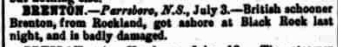 BRENTON.—Parrsboro, N.S., July 3.—British schooner
Brenton, from Rockland, got ashore at Black Rock last
night, and is badly damaged.